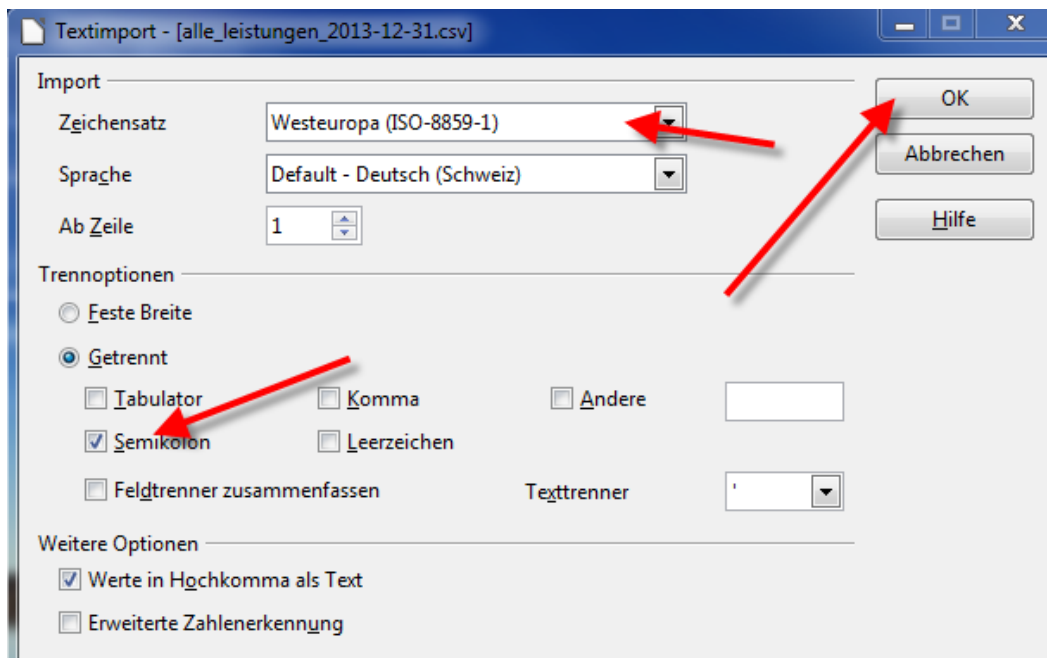 Textimport - [alle_leistungen_2013-12-31.csv]
Import
OK
Zeichensatz Westeuropa (ISO-8859-1)
Abbrechen
Sprache Default - Deutsch (Schweiz)
Ab Zeile 1
Hilfe
Trennoptionen
Feste Breite
Getrennt
Tabulator Komma Andere
Semikolon Leerzeichen
Feldtrenner zusammenfassen Texttrenner '
Weitere Optionen
Werte in Hochkomma als Text
Erweiterte Zahlenerkennung